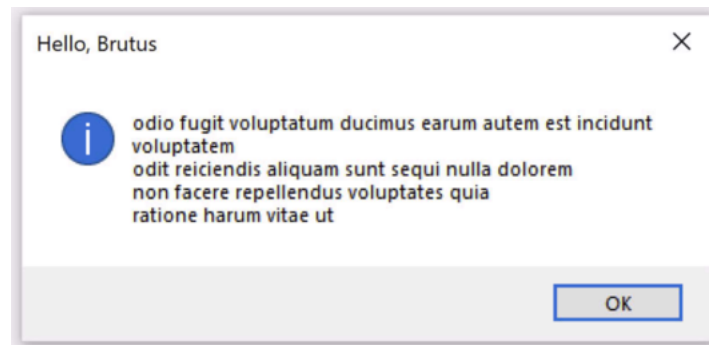 Hello, Brutus
odio fugit voluptatum ducimus earum autem est incidunt
voluptatem
odit reiciendis aliquam sunt sequi nulla dolorem
non facere repellendus voluptates quia
ratione harum vitae ut
OK